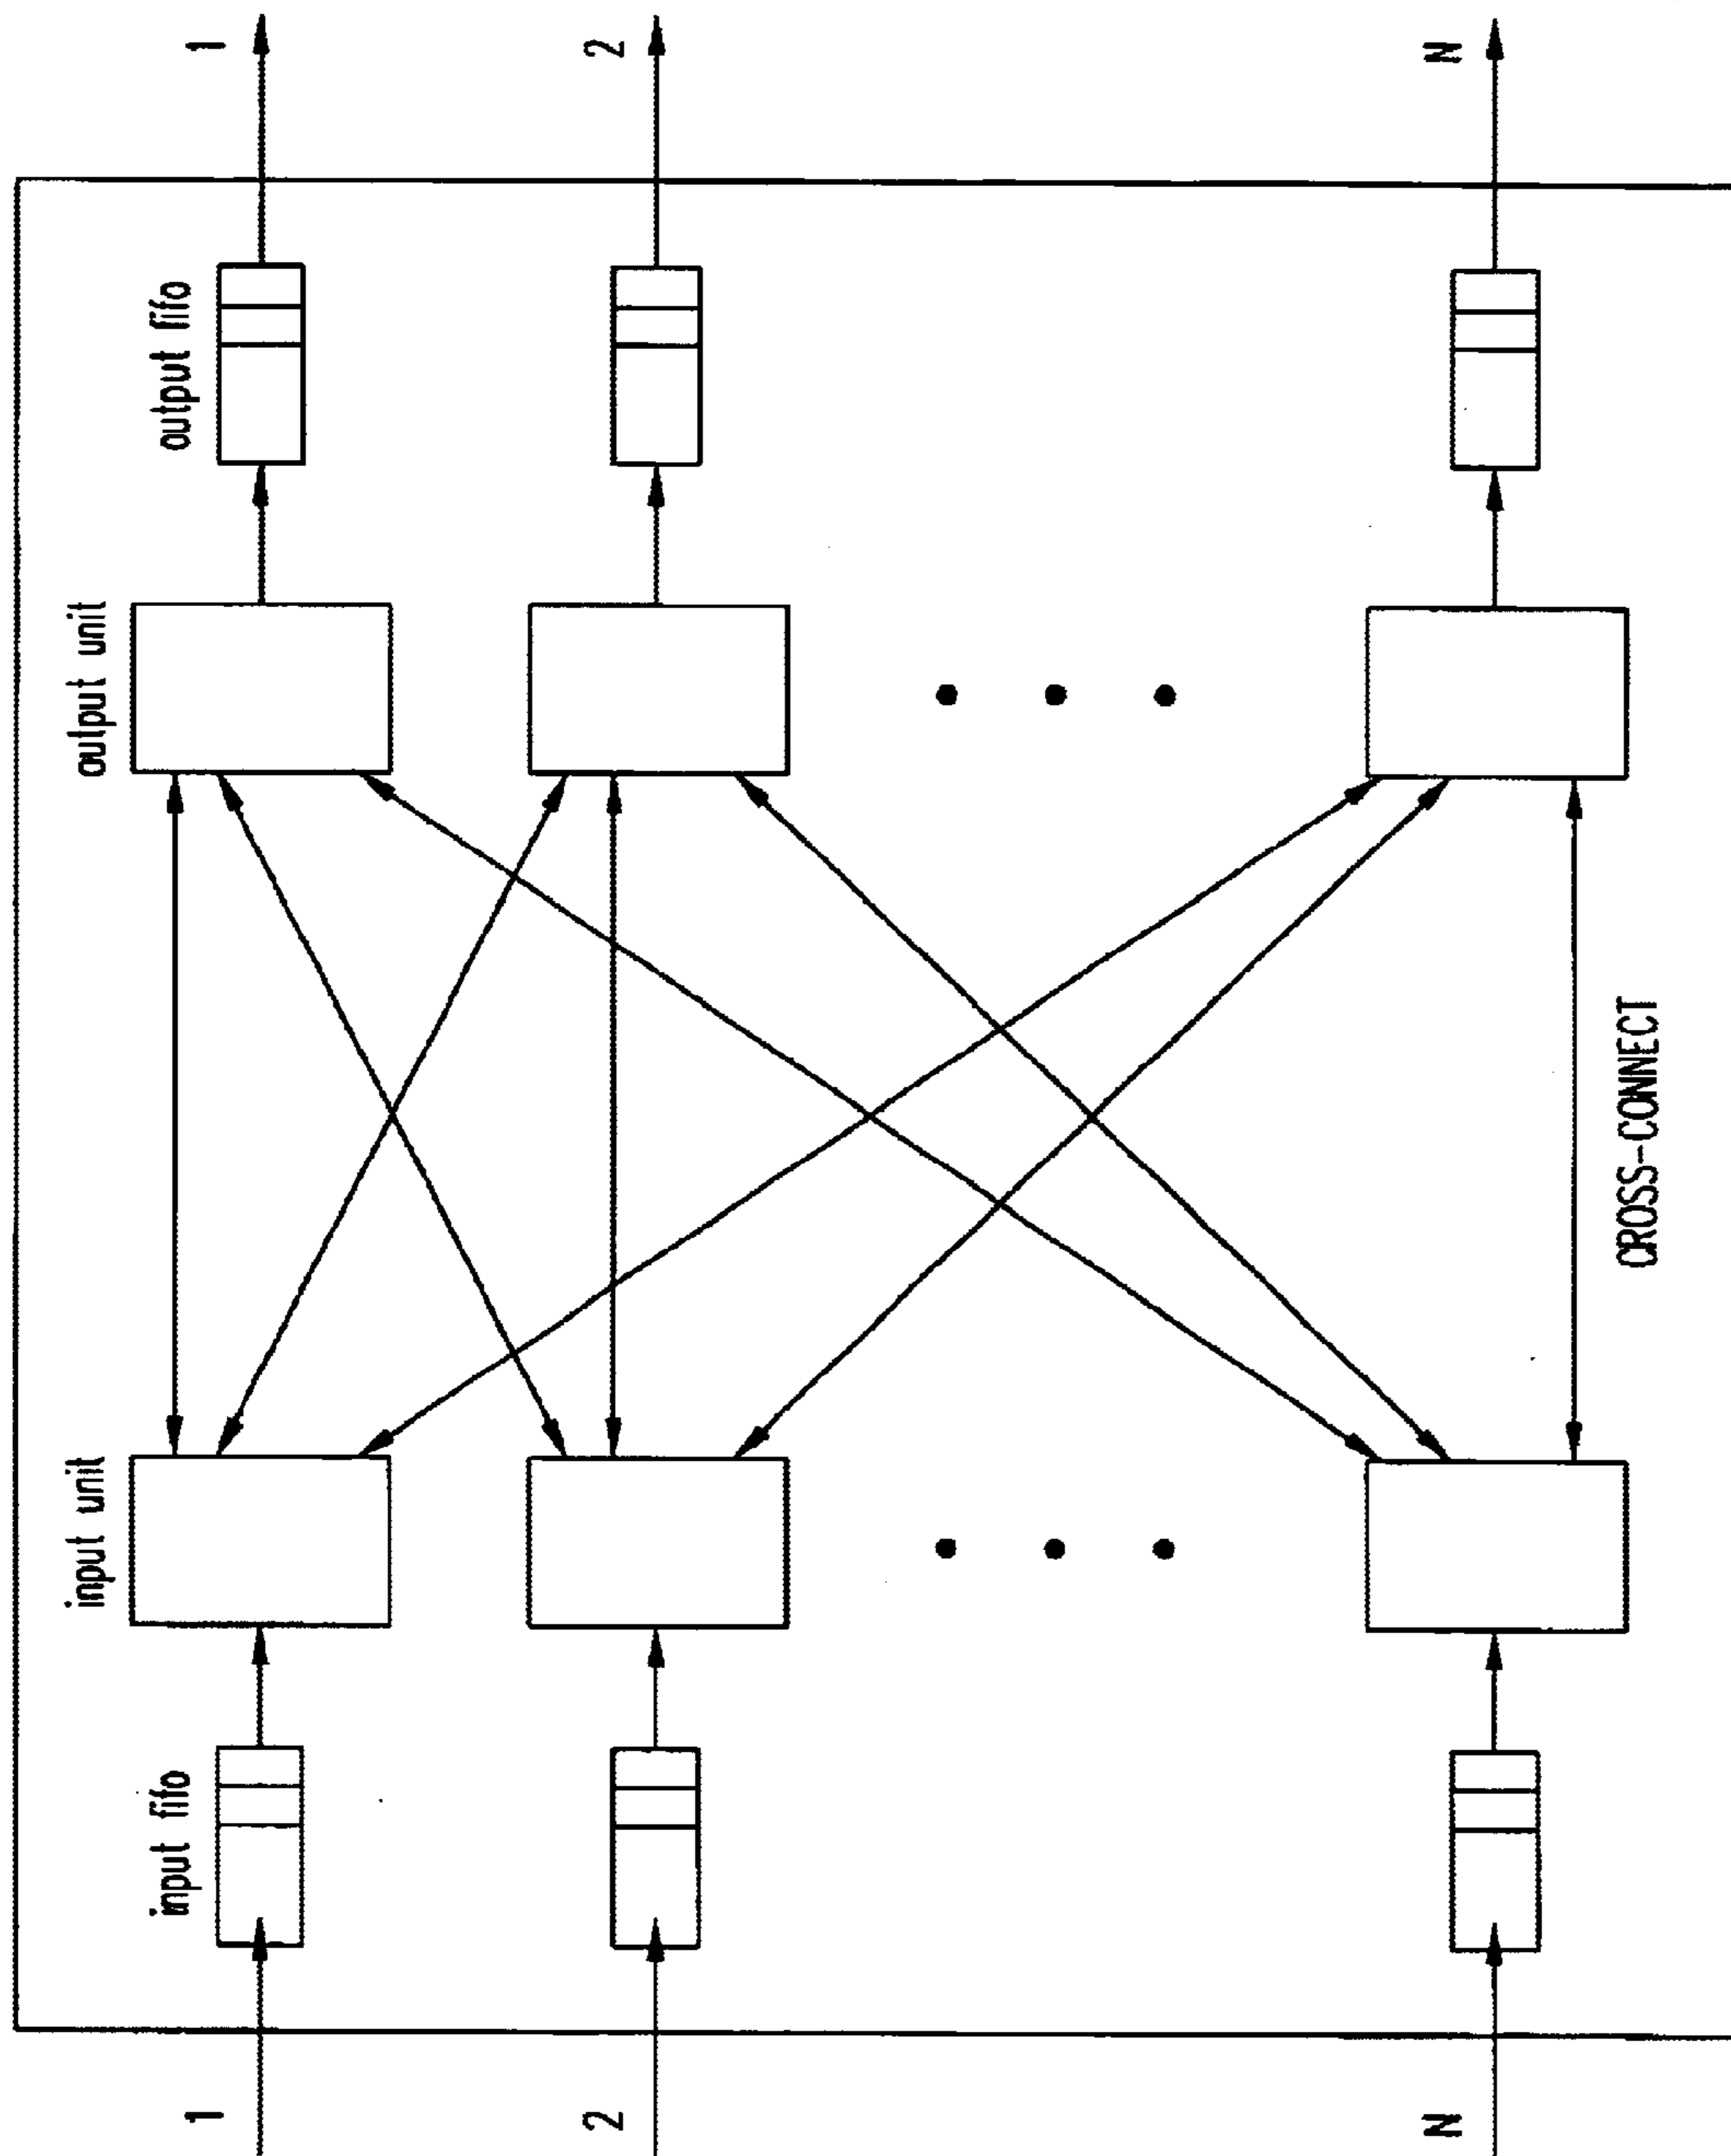 1
input fifo
input unit
output unit
output fifo
1
2
2
CROSS-CONNECT
N
N